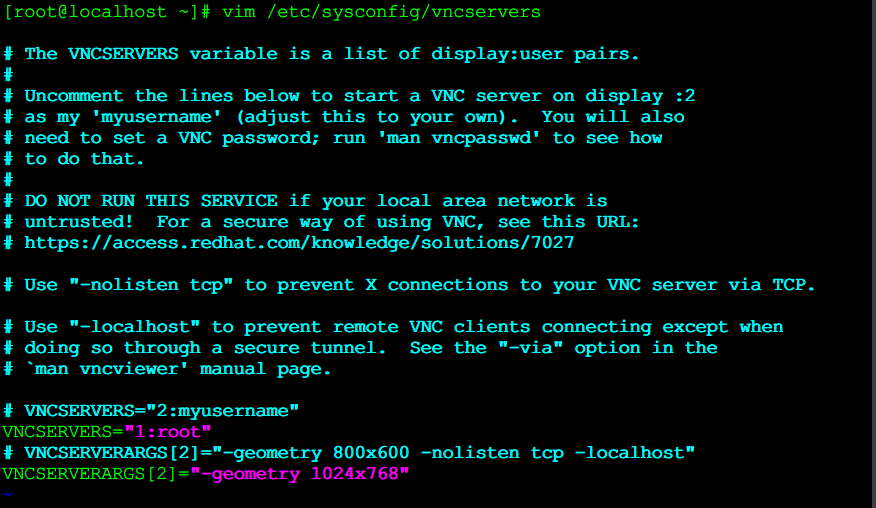 [root@localhost ~]# vim /etc/sysconfig/vncservers
# The VNCSERVERS variable is a list of display:user pairs.
#
# Uncomment the lines below to start a VNC server on display :2
# as my 'myusername' (adjust this to your own).  You will also
# need to set a VNC password; run 'man vncpasswd' to see how
# to do that.
#
# DO NOT RUN THIS SERVICE if your local area network is
# untrusted!  For a secure way of using VNC, see this URL:
# https://access.redhat.com/knowledge/solutions/7027
# Use "-nolisten tcp" to prevent X connections to your VNC server via TCP.
# Use "-localhost" to prevent remote VNC clients connecting except when
# doing so through a secure tunnel.  See the "-via" option in the
# `man vncviewer' manual page.
# VNCSERVERS="2:myusername"
VNCSERVERS="1:root"
# VNCSERVERARGS[2]="-geometry 800x600 -nolisten tcp -localhost"
VNCSERVERARGS[2]="-geometry 1024x768"
~